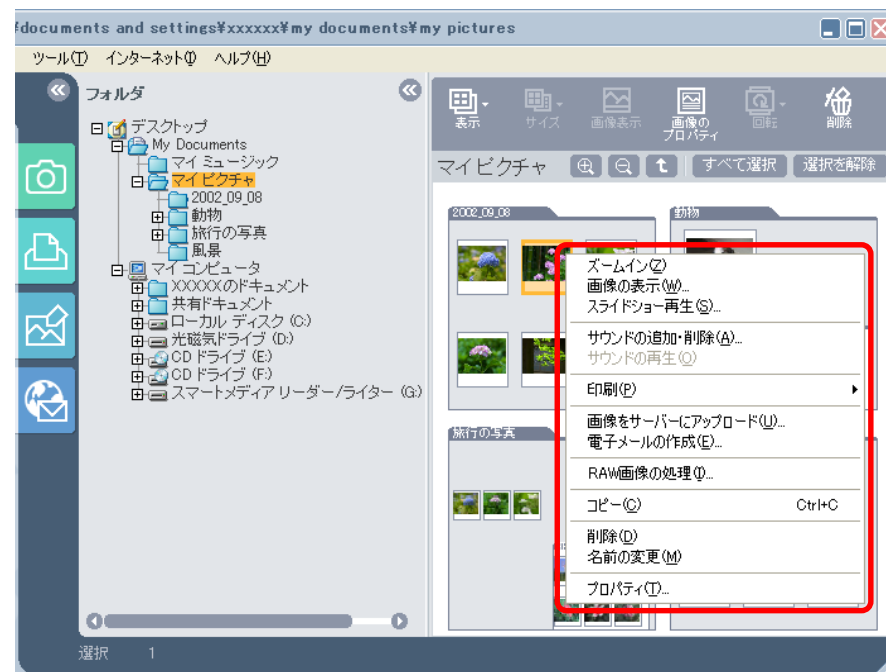 ¥documents and settings¥xxxxxx¥my documents¥my pictures
ツール(T) インターネット(I) ヘルプ(H)
フォルダ
デスクトップ
My Documents
マイ ミュージック
マイ ピクチャ
2002_09_08
動物
旅行の写真
風景
マイ コンピュータ
XXXXXのドキュメント
共有ドキュメント
ローカル ディスク (C:)
光磁気ドライブ (D:)
CD ドライブ (E:)
CD ドライブ (F:)
スマートメディア リーダー/ライター (G:)
表示 サイズ 画像表示 画像の 回転 削除
プロパティ
マイ ピクチャ すべて選択 選択を解除
2002_09_08 動物
旅行の写真
ズームイン(Z)
画像の表示(W)...
スライドショー再生(S)...
サウンドの追加・削除(A)...
サウンドの再生(O)
印刷(P)
画像をサーバーにアップロード(U)...
電子メールの作成(E)...
RAW画像の処理(I)...
コピー(C) Ctrl+C
削除(D)
名前の変更(M)
プロパティ(T)...
選択 1